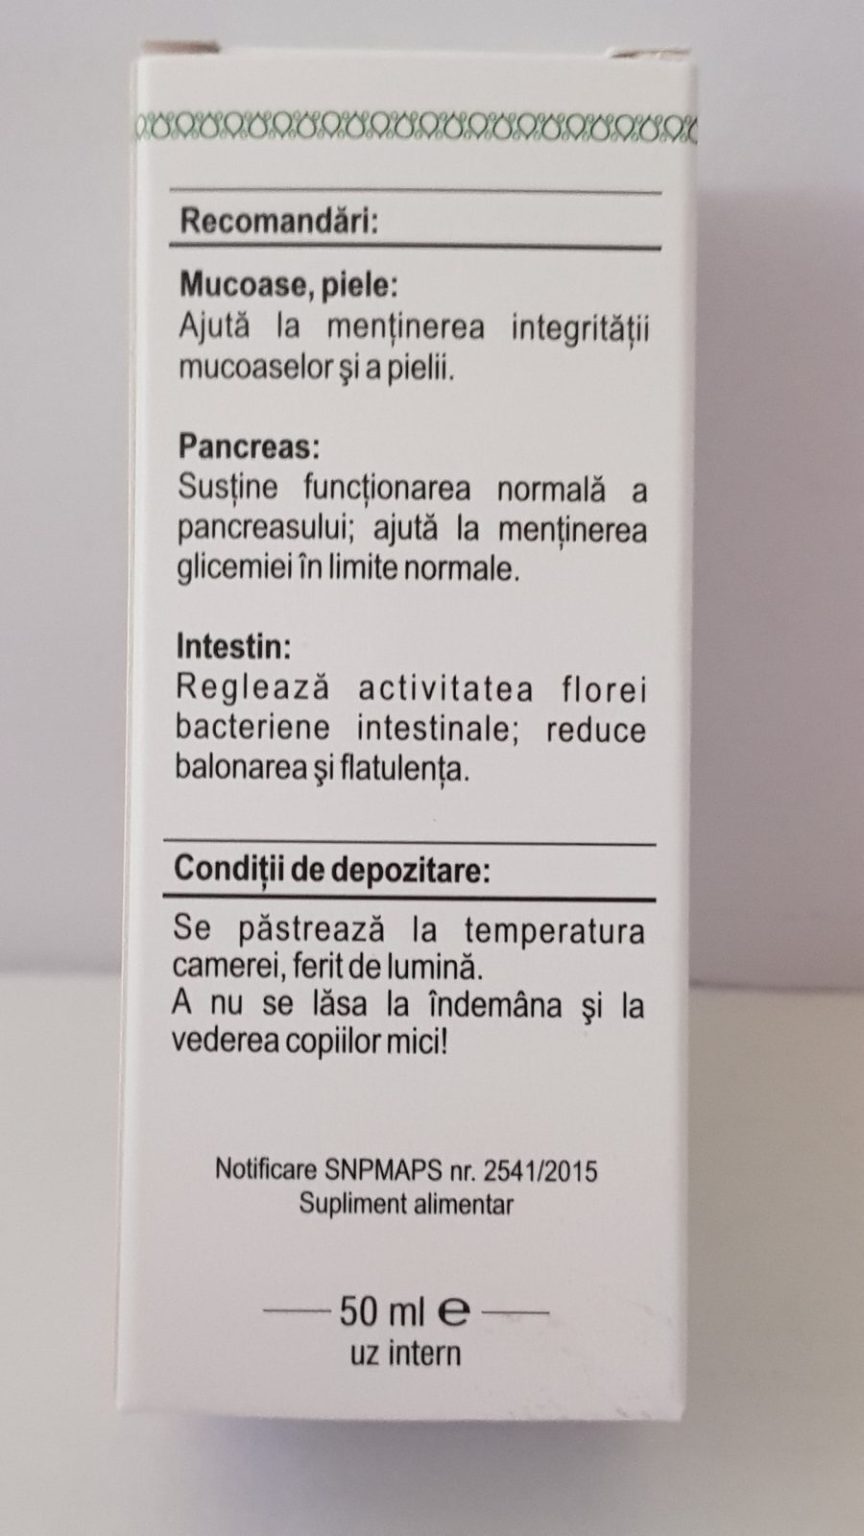 Recomandări:
Mucoase, piele:
Ajută la menținerea integrității
mucoaselor şi a pielii.
Pancreas:
Susține funcționarea normală a
pancreasului; ajută la menținerea
glicemiei în limite normale.
Intestin:
Reglează activitatea florei
bacteriene intestinale; reduce
balonarea şi flatulența.
Condiții de depozitare:
Se păstrează la temperatura
camerei, ferit de lumină.
A nu se lăsa la îndemâna şi la
vederea copiilor mici!
Notificare SNPMAPS nr. 2541/2015
Supliment alimentar
50 ml ℮
uz intern